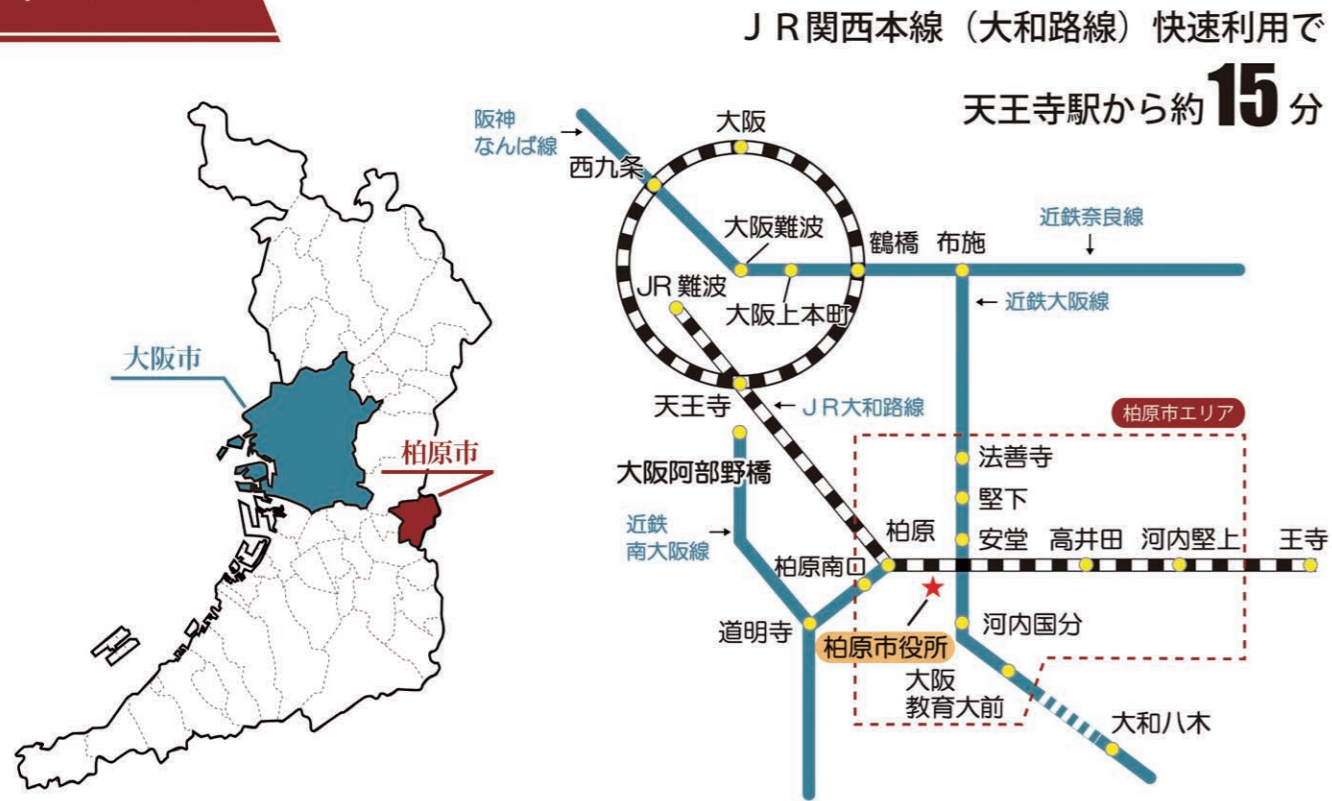 JR関西本線（大和路線）快速利用で
天王寺駅から約15分
大阪市
柏原市
阪神
なんば線
→
大阪
西九条
大阪難波
鶴橋
布施
近鉄奈良線
↓
JR難波
大阪上本町
← 近鉄大阪線
天王寺
← JR大和路線
柏原市エリア
大阪阿部野橋
法善寺
堅下
近鉄
南大阪線
→
柏原
安堂
高井田
河内堅上
王寺
柏原南口
道明寺
柏原市役所
河内国分
大阪
教育大前
大和八木